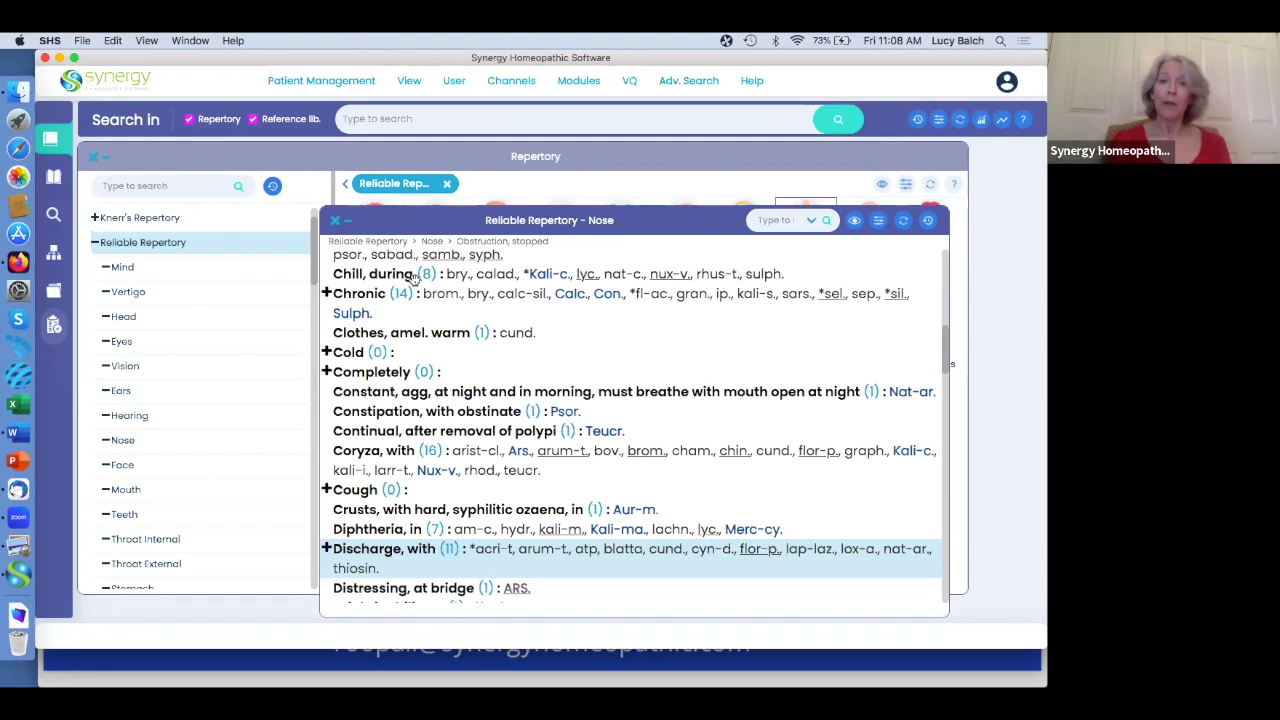 SHS File Edit View Window Help 73% Fri 11:08 AM Lucy Balch
Synergy Homeopathic Software
synergy
Patient Management View User Channels Modules VQ Adv. Search Help
Search in Repertory Reference lib. Type to search ?
Repertory
Type to search
Reliable Rep... ?
+Knerr's Repertory
Reliable Repertory
Mind
Vertigo
Head
Eyes
Vision
Ears
Hearing
Nose
Face
Mouth
Teeth
Throat Internal
Throat External
Stomach
Reliable Repertory - Nose
Type to :
Reliable Repertory > Nose > Obstruction, stopped
psor., sabad., samb., syph.
Chill, during (8) : bry., calad., *Kali-c., lyc., nat-c., nux-v., rhus-t., sulph.
+Chronic (14) : brom., bry., calc-sil., Calc., Con., *fl-ac., gran., ip., kali-s., sars., *sel., sep., *sil.,
Sulph.
Clothes, amel. warm (1) : cund.
+Cold (0) :
+Completely (0) :
Constant, agg, at night and in morning, must breathe with mouth open at night (1) : Nat-ar.
Constipation, with obstinate (1) : Psor.
Continual, after removal of polypi (1) : Teucr.
Coryza, with (16) : arist-cl., Ars., arum-t., bov., brom., cham., chin., cund., flor-p., graph., Kali-c.,
kali-i., larr-t., Nux-v., rhod., teucr.
+Cough (0) :
Crusts, with hard, syphilitic ozaena, in (1) : Aur-m.
Diphtheria, in (7) : am-c., hydr., kali-m., Kali-ma., lachn., lyc., Merc-cy.
+Discharge, with (11) : *acri-t, arum-t., atp, blatta, cund., cyn-d., flor-p., lap-laz., lox-a., nat-ar.,
thiosin.
Distressing, at bridge (1) : ARS.
s
Synergy Homeopath...
zoom